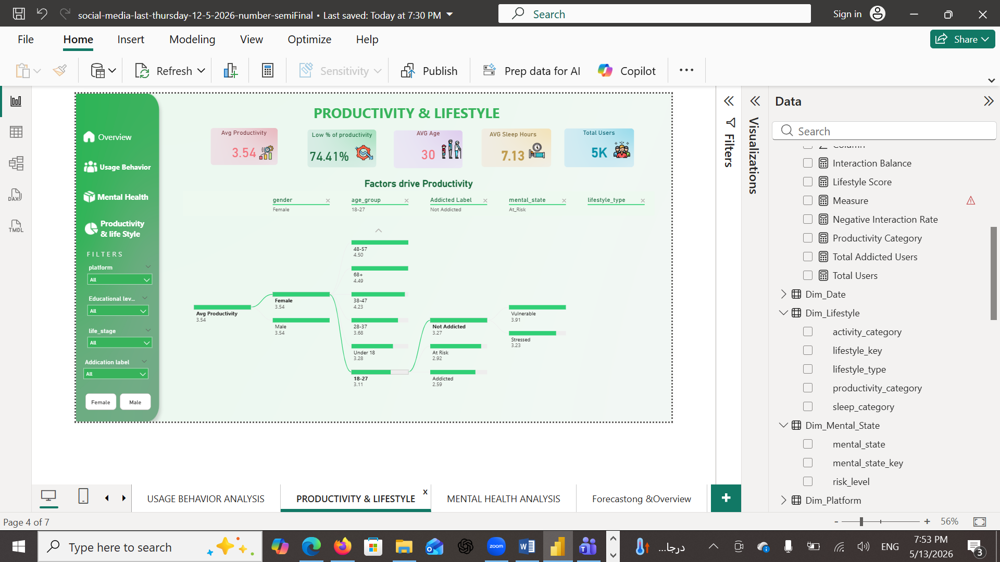 social-media-last-thursday-12-5-2026-number-semiFinal • Last saved: Today at 7:30 PM
Search
Sign in
File
Home
Insert
Modeling
View
Optimize
Help
Share
Refresh
Sensitivity
Publish
Prep data for AI
Copilot
DAX
TMDL
Overview
Usage Behavior
Mental Health
Productivity
& life Style
FILTERS
platform
All
Educational lev...
All
life_stage
All
Addication label
All
Female
Male
PRODUCTIVITY & LIFESTYLE
Avg Productivity
3.54
Low % of productivity
74.41%
AVG Age
30
AVG Sleep Hours
7.13
Total Users
5K
Factors drive Productivity
gender
Female
age_group
18-27
Addicted Label
Not Addicted
mental_state
At_Risk
lifestyle_type
Avg Productivity
3.54
Female
3.54
Male
3.54
48-57
4.50
68+
4.49
38-47
4.23
28-37
3.68
Under 18
3.28
18-27
3.11
Not Addicted
3.27
At Risk
2.92
Addicted
2.59
Vulnerable
3.91
Stressed
3.23
Filters
Visualizations
Data
Search
Column
Interaction Balance
Lifestyle Score
Measure
Negative Interaction Rate
Productivity Category
Total Addicted Users
Total Users
Dim_Date
Dim_Lifestyle
activity_category
lifestyle_key
lifestyle_type
productivity_category
sleep_category
Dim_Mental_State
mental_state
mental_state_key
risk_level
Dim_Platform
USAGE BEHAVIOR ANALYSIS
PRODUCTIVITY & LIFESTYLE
x
MENTAL HEALTH ANALYSIS
Forecastong &Overview
+
Page 4 of 7
- + 56%
Type here to search
zoom
درجا...
ENG
7:53 PM
5/13/2026
3